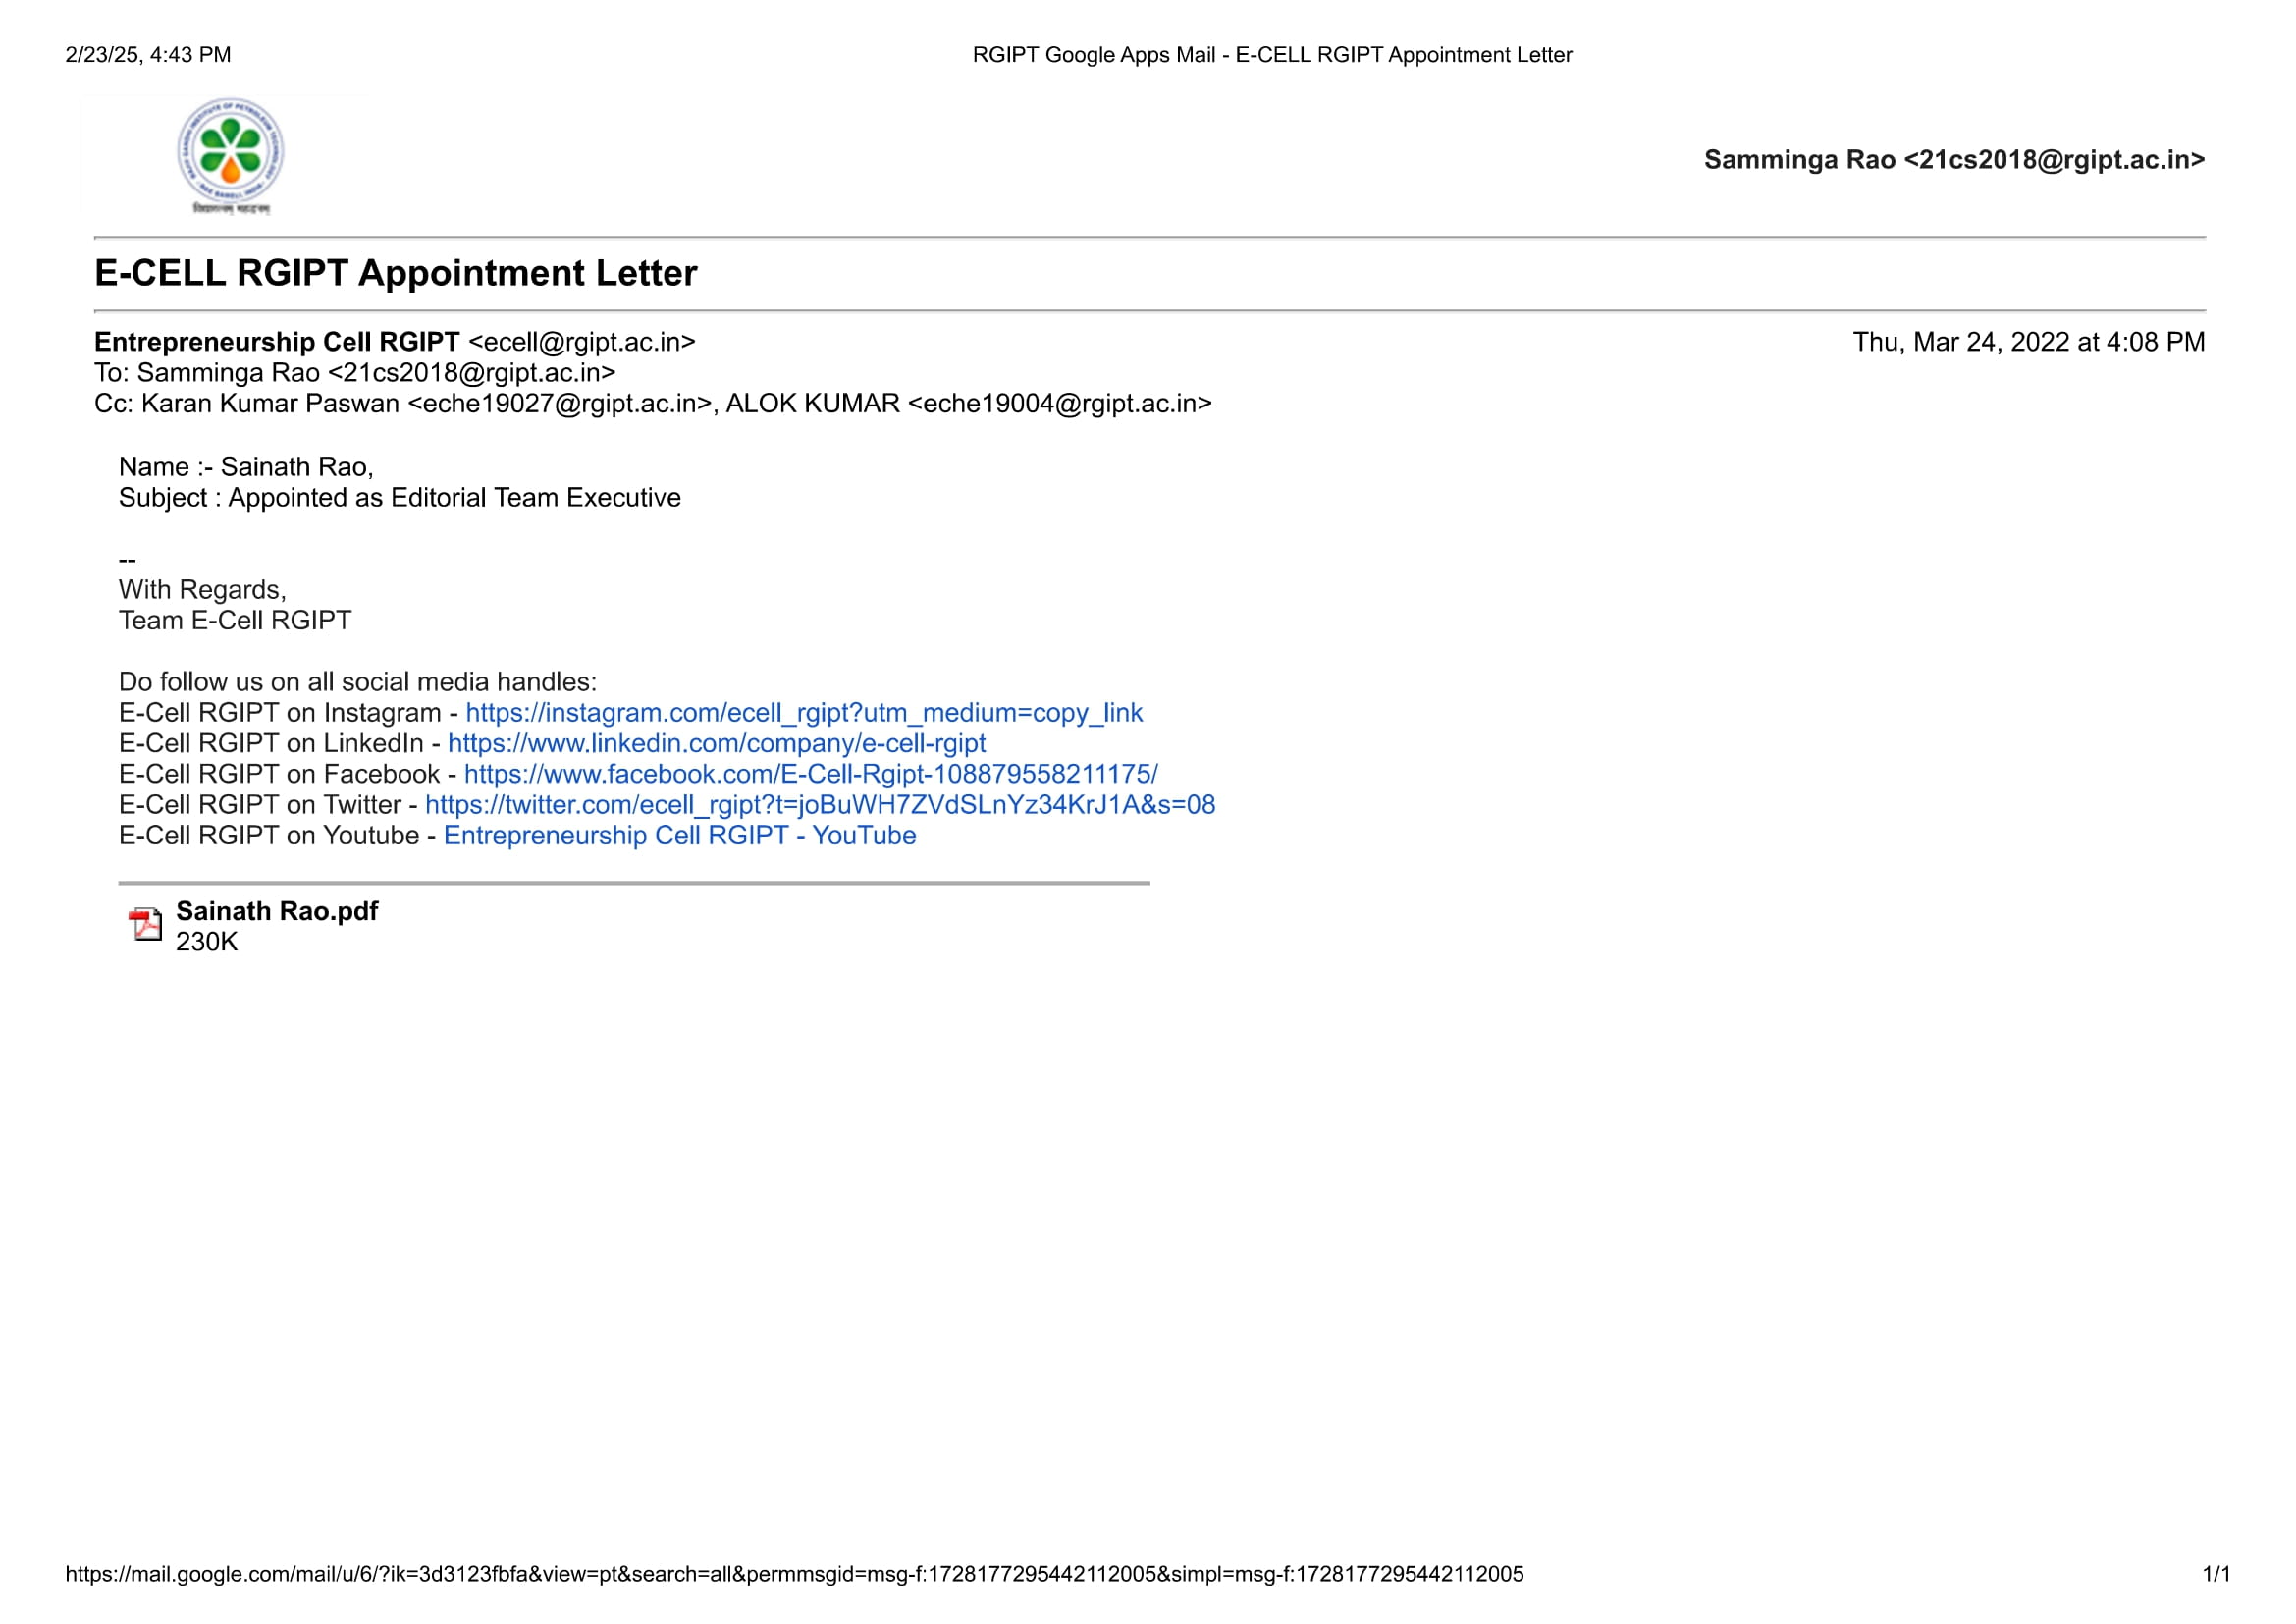 2/23/25, 4:43 PM
RGIPT Google Apps Mail - E-CELL RGIPT Appointment Letter
Samminga Rao <21cs2018@rgipt.ac.in>
E-CELL RGIPT Appointment Letter
Entrepreneurship Cell RGIPT <ecell@rgipt.ac.in>
Thu, Mar 24, 2022 at 4:08 PM
To: Samminga Rao <21cs2018@rgipt.ac.in>
Cc: Karan Kumar Paswan <eche19027@rgipt.ac.in>, ALOK KUMAR <eche19004@rgipt.ac.in>
Name :- Sainath Rao,
Subject : Appointed as Editorial Team Executive
--
With Regards,
Team E-Cell RGIPT
Do follow us on all social media handles:
E-Cell RGIPT on Instagram - https://instagram.com/ecell_rgipt?utm_medium=copy_link
E-Cell RGIPT on LinkedIn - https://www.linkedin.com/company/e-cell-rgipt
E-Cell RGIPT on Facebook - https://www.facebook.com/E-Cell-Rgipt-108879558211175/
E-Cell RGIPT on Twitter - https://twitter.com/ecell_rgipt?t=joBuWH7ZVdSLnYz34KrJ1A&s=08
E-Cell RGIPT on Youtube - Entrepreneurship Cell RGIPT - YouTube
Sainath Rao.pdf
230K
https://mail.google.com/mail/u/6/?ik=3d3123fbfa&view=pt&search=all&permmsgid=msg-f:1728177295442112005&simpl=msg-f:1728177295442112005
1/1